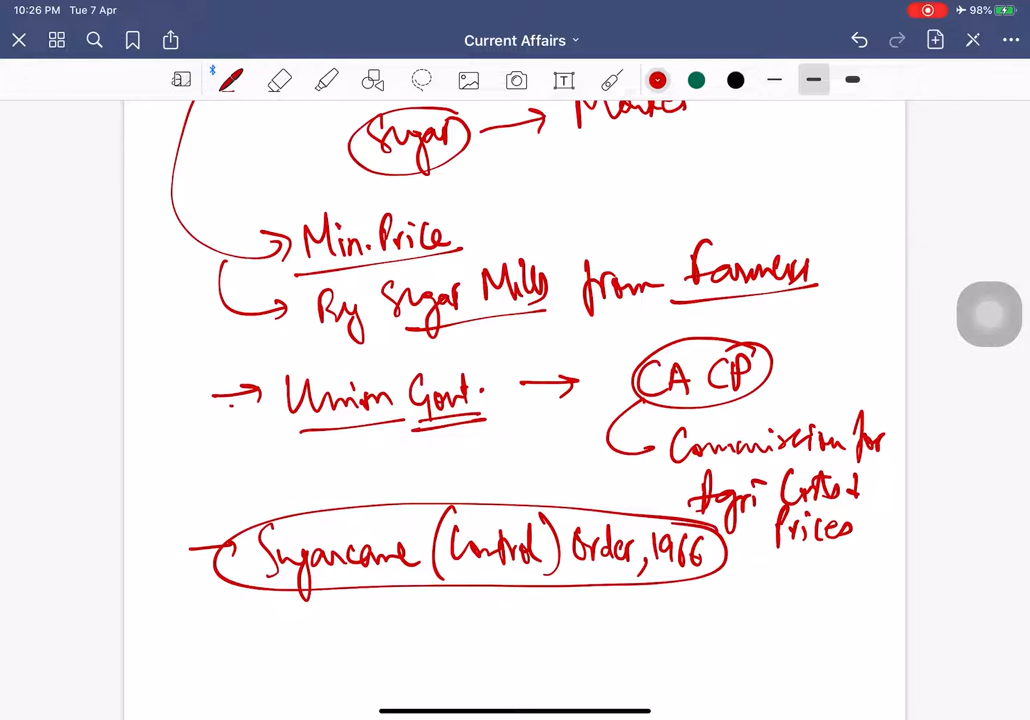 10:26 PM Tue 7 Apr
98%
Current Affairs
T
Sugar → Market
Min. Price
By Sugar Mills from Farmers
→ Union Govt. → CACP
Commission for
Agri Costs &
Prices
→ Sugarcane (Control) Order, 1966